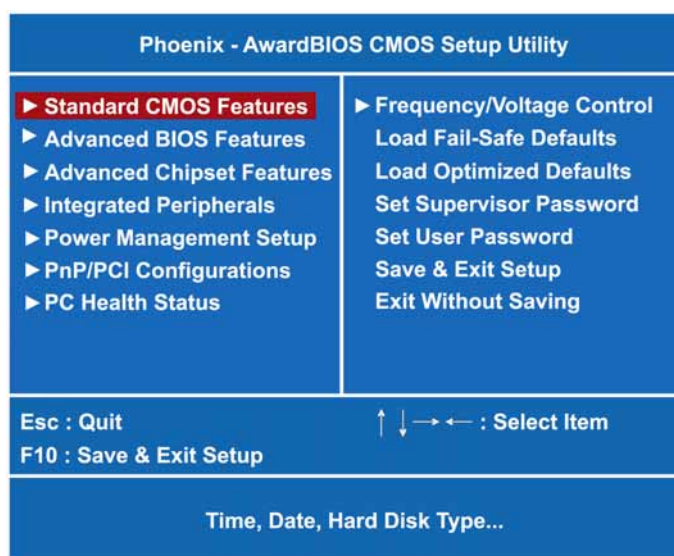 Phoenix - AwardBIOS CMOS Setup Utility
► Standard CMOS Features
► Advanced BIOS Features
► Advanced Chipset Features
► Integrated Peripherals
► Power Management Setup
► PnP/PCI Configurations
► PC Health Status
► Frequency/Voltage Control
Load Fail-Safe Defaults
Load Optimized Defaults
Set Supervisor Password
Set User Password
Save & Exit Setup
Exit Without Saving
Esc : Quit
↑ ↓ → ← : Select Item
F10 : Save & Exit Setup
Time, Date, Hard Disk Type...